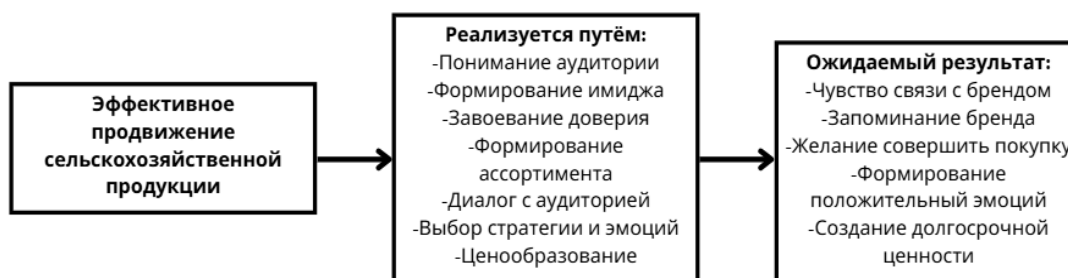 Эффективное
продвижение
сельскохозяйственной
продукции
Реализуется путём:
-Понимание аудитории
-Формирование имиджа
-Завоевание доверия
-Формирование
ассортимента
-Диалог с аудиторией
-Выбор стратегии и эмоций
-Ценообразование
Ожидаемый результат:
-Чувство связи с брендом
-Запоминание бренда
-Желание совершить покупку
-Формирование
положительный эмоций
-Создание долгосрочной
ценности